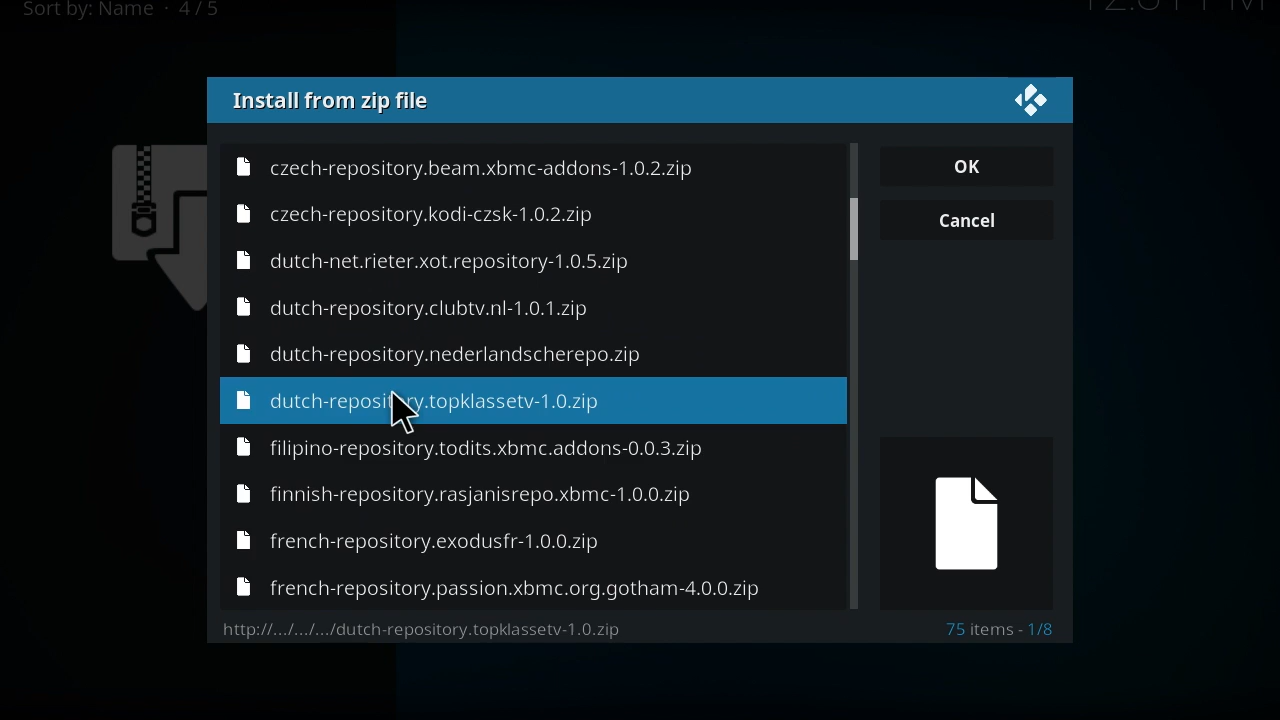 Sort by: Name · 4 / 5
Install from zip file
czech-repository.beam.xbmc-addons-1.0.2.zip
czech-repository.kodi-czsk-1.0.2.zip
dutch-net.rieter.xot.repository-1.0.5.zip
dutch-repository.clubtv.nl-1.0.1.zip
dutch-repository.nederlandscherepo.zip
dutch-repository.topklassetv-1.0.zip
filipino-repository.todits.xbmc.addons-0.0.3.zip
finnish-repository.rasjanisrepo.xbmc-1.0.0.zip
french-repository.exodusfr-1.0.0.zip
french-repository.passion.xbmc.org.gotham-4.0.0.zip
OK
Cancel
http://.../.../.../dutch-repository.topklassetv-1.0.zip
75 items - 1/8